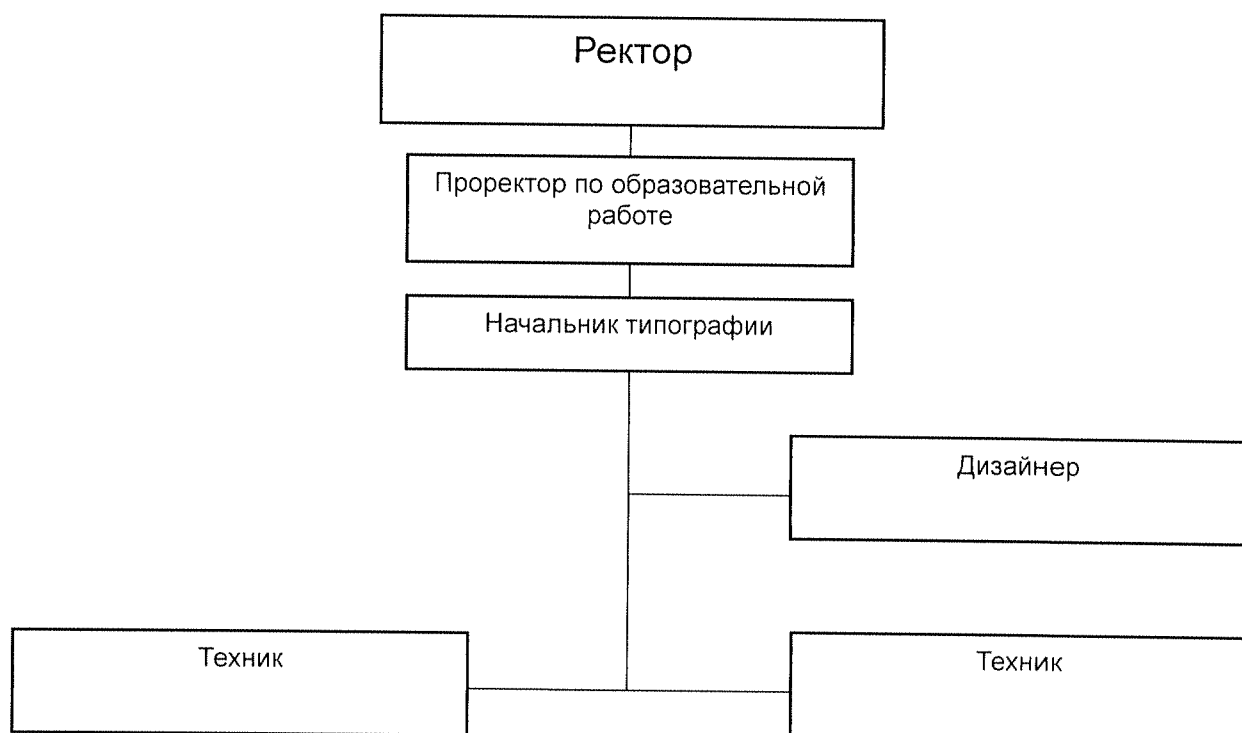 Ректор
Проректор по образовательной
работе
Начальник типографии
Дизайнер
Техник
Техник